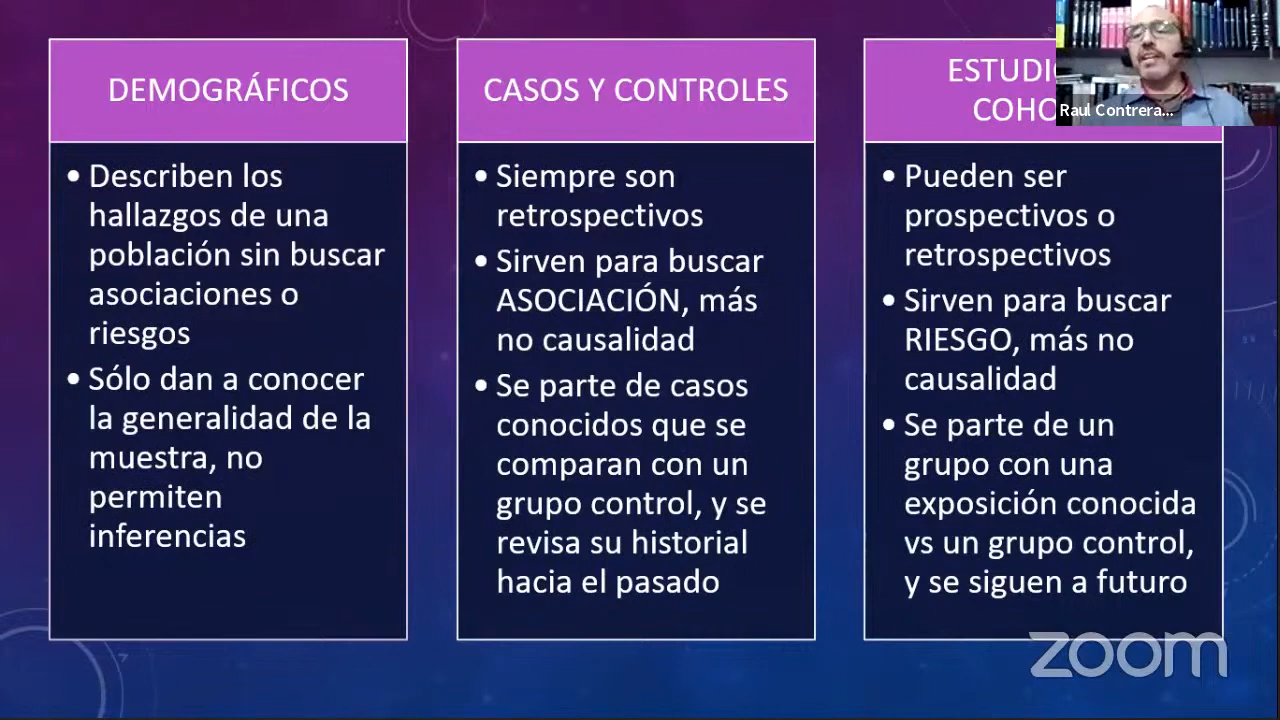 DEMOGRÁFICOS
• Describen los
hallazgos de una
población sin buscar
asociaciones o
riesgos
• Sólo dan a conocer
la generalidad de la
muestra, no
permiten
inferencias
CASOS Y CONTROLES
• Siempre son
retrospectivos
• Sirven para buscar
ASOCIACIÓN, más
no causalidad
• Se parte de casos
conocidos que se
comparan con un
grupo control, y se
revisa su historial
hacia el pasado
• Pueden ser
prospectivos o
retrospectivos
• Sirven para buscar
RIESGO, más no
causalidad
• Se parte de un
grupo con una
exposición conocida
vs un grupo control,
y se siguen a futuro
Raul Contrera...
zoom